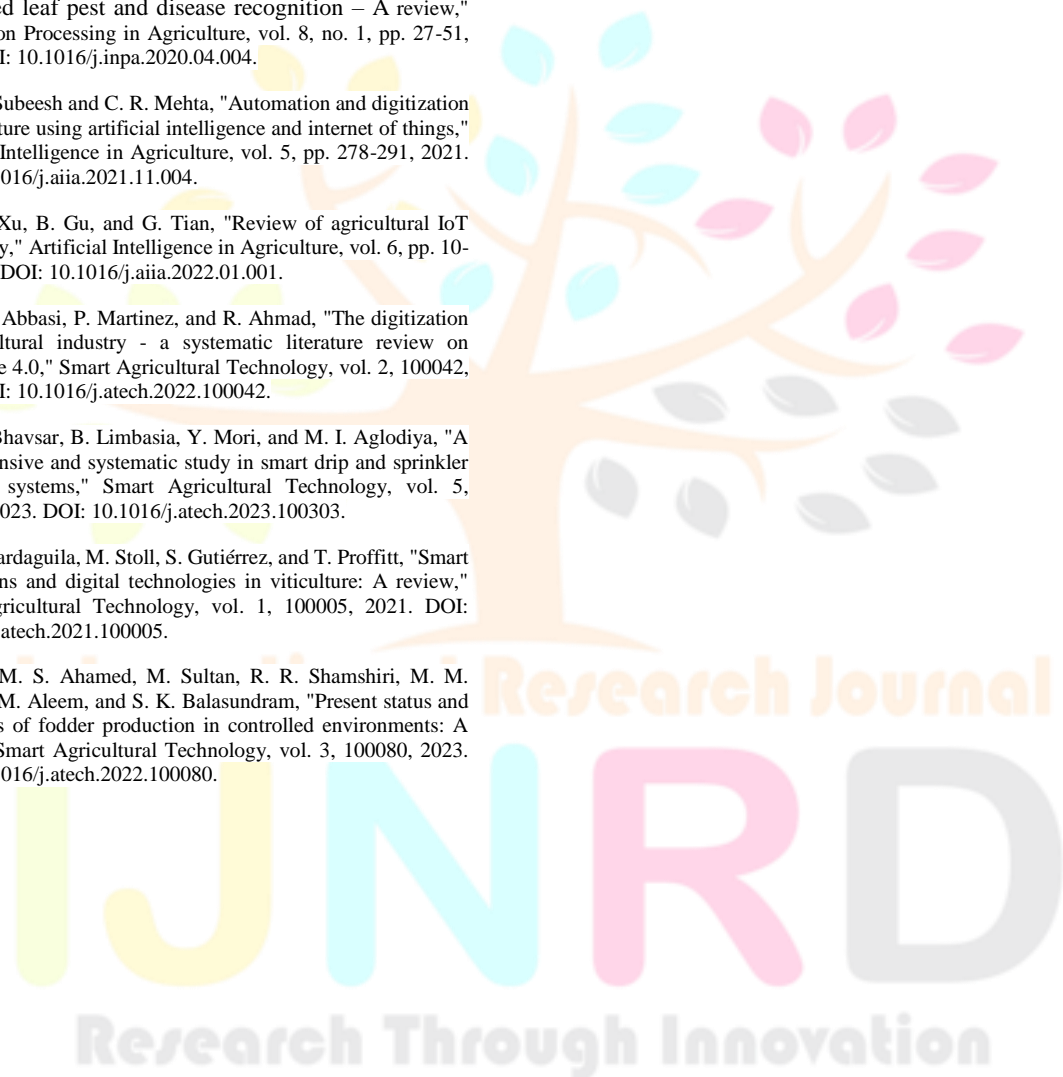 ed leaf pest and disease recognition – A review,"
on Processing in Agriculture, vol. 8, no. 1, pp. 27-51,
I: 10.1016/j.inpa.2020.04.004.
Subeesh and C. R. Mehta, "Automation and digitization
ture using artificial intelligence and internet of things,"
Intelligence in Agriculture, vol. 5, pp. 278-291, 2021.
016/j.aiia.2021.11.004.
Xu, B. Gu, and G. Tian, "Review of agricultural IoT
y," Artificial Intelligence in Agriculture, vol. 6, pp. 10-
DOI: 10.1016/j.aiia.2022.01.001.
Abbasi, P. Martinez, and R. Ahmad, "The digitization
ltural industry - a systematic literature review on
e 4.0," Smart Agricultural Technology, vol. 2, 100042,
I: 10.1016/j.atech.2022.100042.
Bhavsar, B. Limbasia, Y. Mori, and M. I. Aglodiya, "A
nsive and systematic study in smart drip and sprinkler
systems," Smart Agricultural Technology, vol. 5,
023. DOI: 10.1016/j.atech.2023.100303.
ardaguila, M. Stoll, S. Gutiérrez, and T. Proffitt, "Smart
ns and digital technologies in viticulture: A review,"
gricultural Technology, vol. 1, 100005, 2021. DOI:
.atech.2021.100005.
M. S. Ahamed, M. Sultan, R. R. Shamshiri, M. M.
M. Aleem, and S. K. Balasundram, "Present status and
s of fodder production in controlled environments: A
Smart Agricultural Technology, vol. 3, 100080, 2023.
016/j.atech.2022.100080.
Research Journal
IJNRD
Research Through Innovation